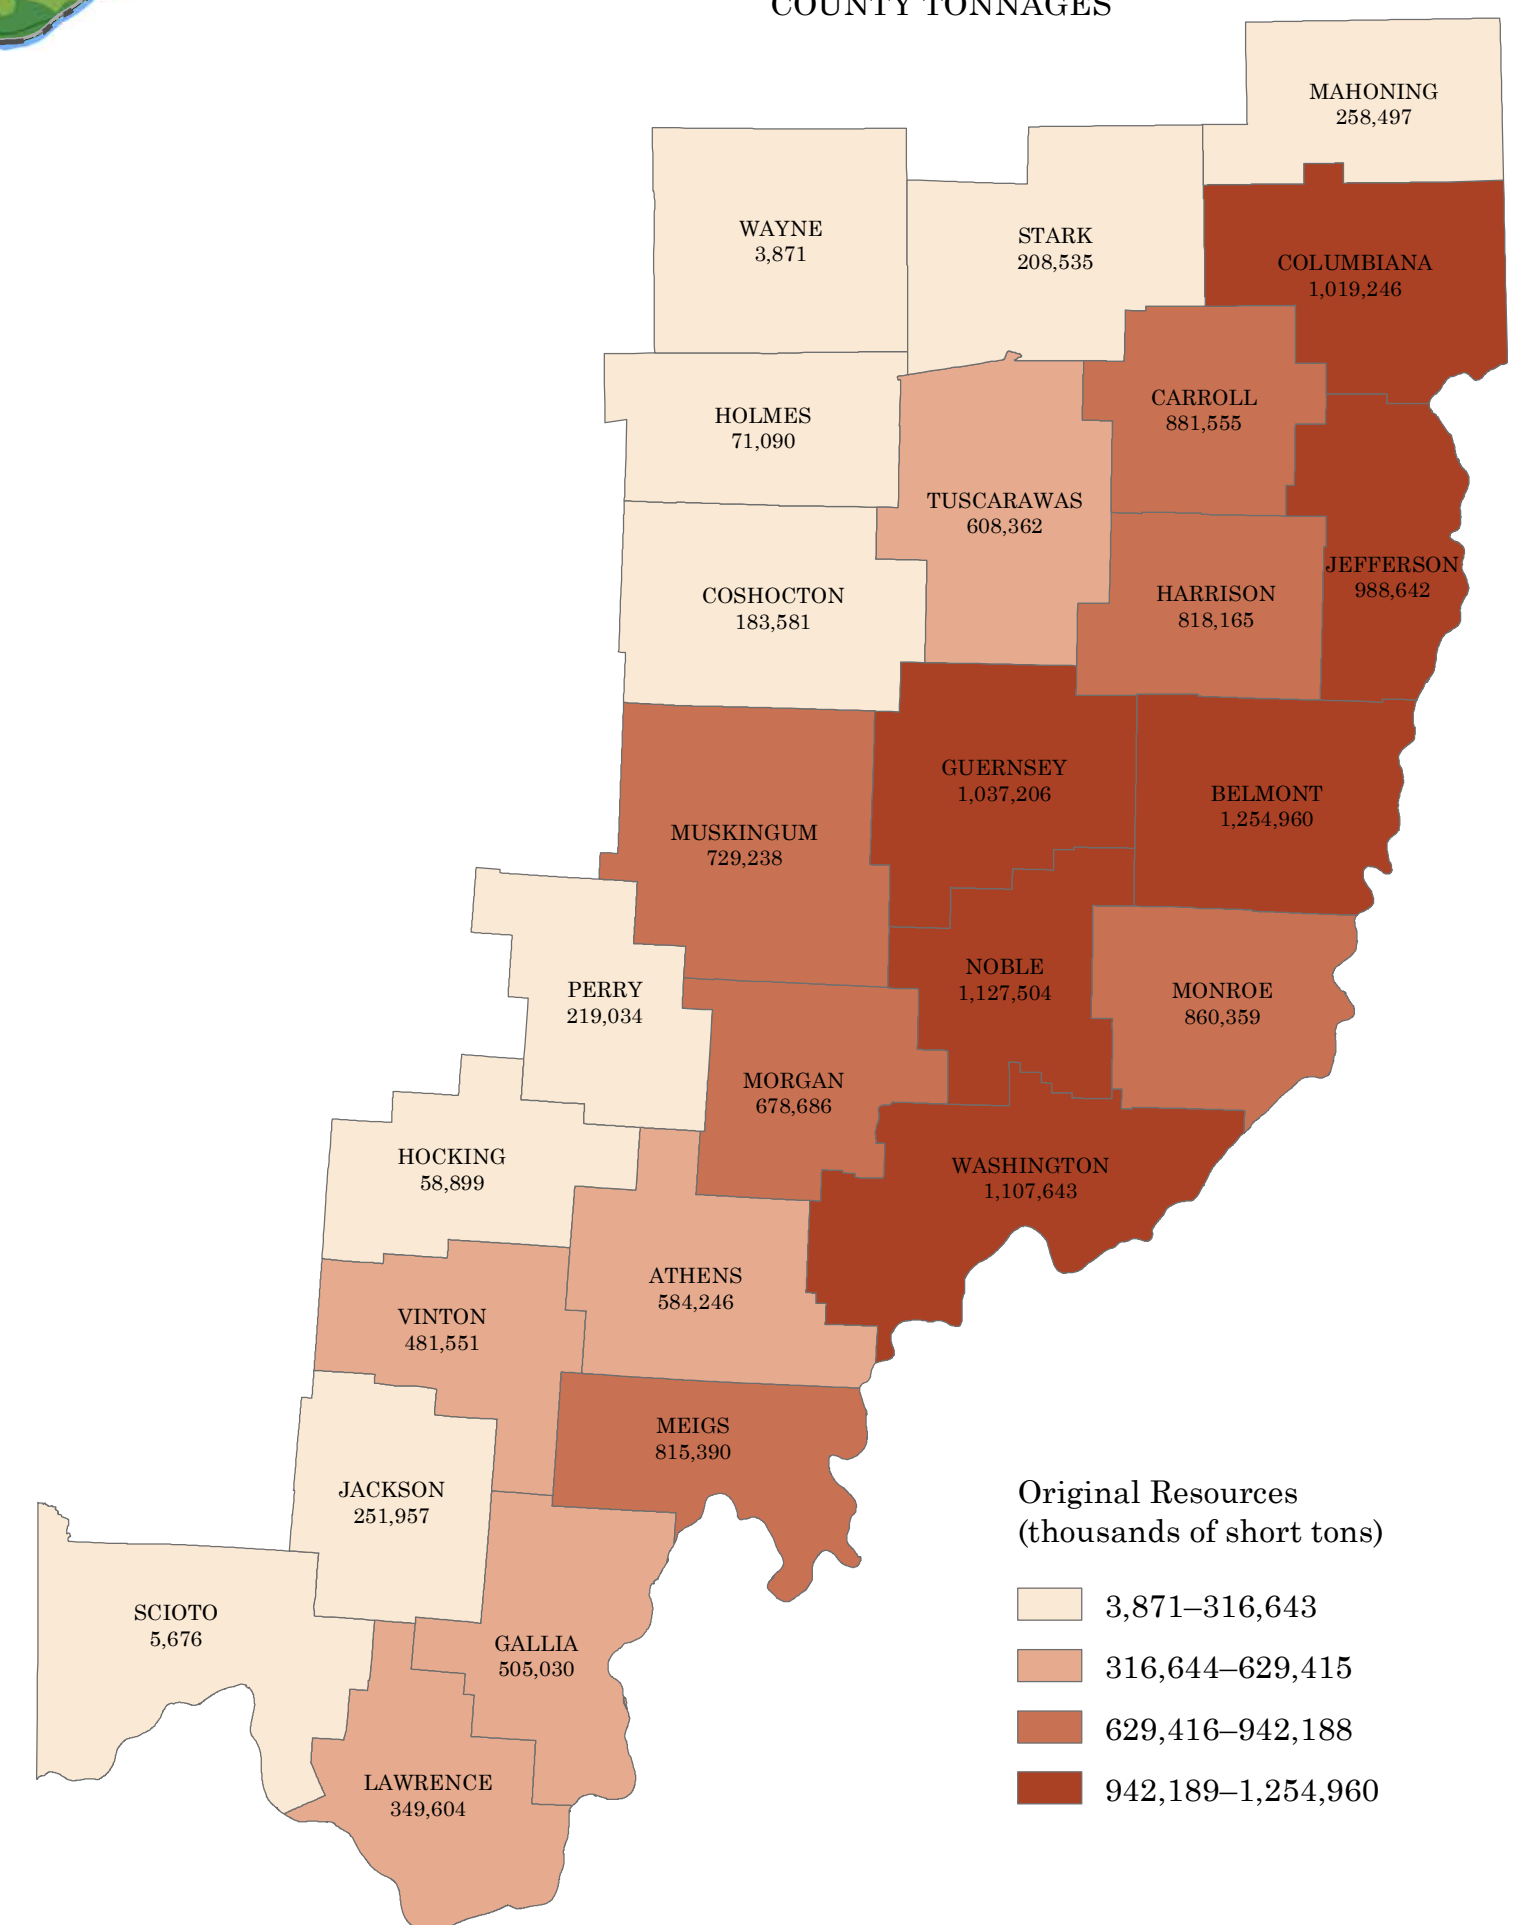 COUNTY TONNAGES
MAHONING
258,497
WAYNE
3,871
STARK
208,535
COLUMBIANA
1,019,246
HOLMES
71,090
CARROLL
881,555
TUSCARAWAS
608,362
COSHOCTON
183,581
HARRISON
818,165
JEFFERSON
988,642
GUERNSEY
1,037,206
BELMONT
1,254,960
MUSKINGUM
729,238
PERRY
219,034
NOBLE
1,127,504
MONROE
860,359
MORGAN
678,686
HOCKING
58,899
WASHINGTON
1,107,643
ATHENS
584,246
VINTON
481,551
MEIGS
815,390
JACKSON
251,957
SCIOTO
5,676
GALLIA
505,030
LAWRENCE
349,604
Original Resources
(thousands of short tons)
3,871–316,643
316,644–629,415
629,416–942,188
942,189–1,254,960